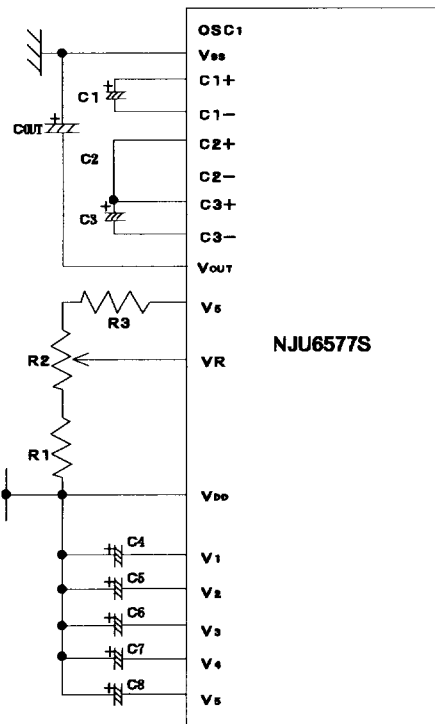 OSC1
VSS
C1+
C1
C1-
COUT
C2+
C2
C2-
C3+
C3
C3-
VOUT
V5
R3
NJU6577S
R2
VR
R1
VDD
C4
V1
C5
V2
C6
V3
C7
V4
C8
V5